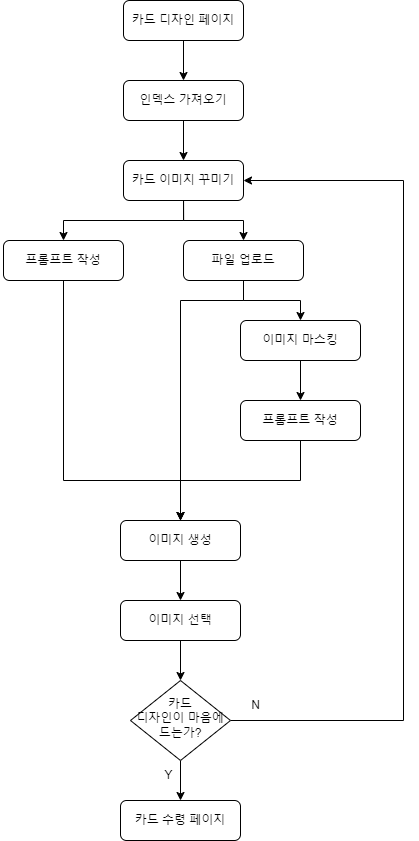 카드 디자인 페이지
인덱스 가져오기
카드 이미지 꾸미기
프롬프트 작성
파일 업로드
이미지 마스킹
프롬프트 작성
이미지 생성
이미지 선택
카드
디자인이 마음에
드는가?
N
Y
카드 수령 페이지